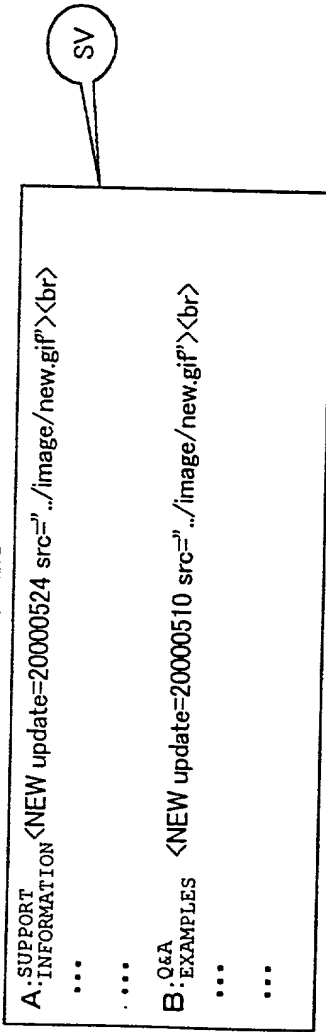 A:SUPPORT
INFORMATION <NEW update=20000524 src="../image/new.gif"><br>
...
...
B:Q&A
EXAMPLES <NEW update=20000510 src="../image/new.gif"><br>
...
...
SV